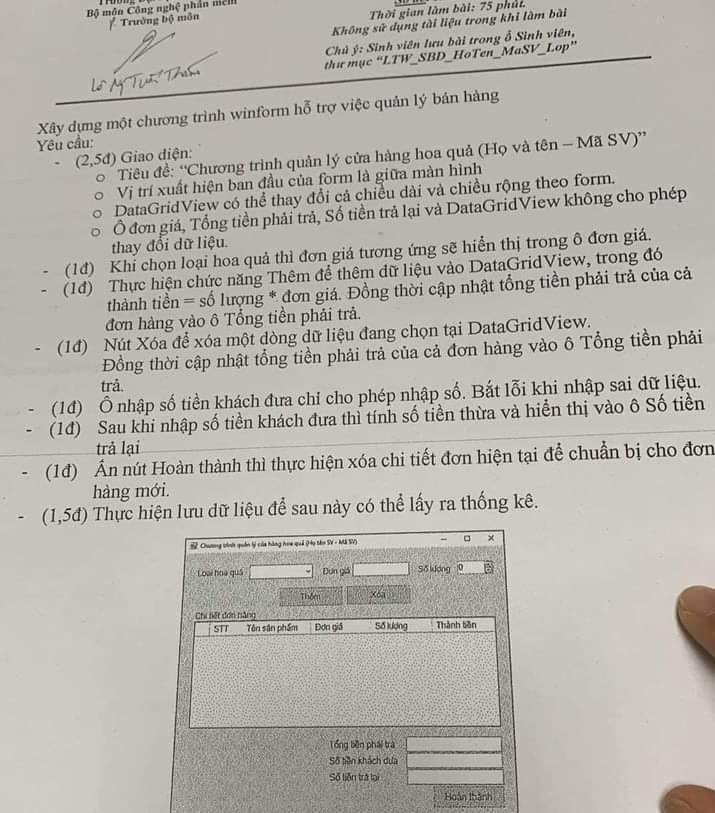 Bộ môn Công nghệ phần mềm
Trưởng bộ môn
Thời gian làm bài: 75 phút.
Không sử dụng tài liệu trong khi làm bài
Chú ý: Sinh viên lưu bài trong ổ Sinh viên,
thư mục “LTW_SBD_HoTen_MaSV_Lop”
Xây dựng một chương trình winform hỗ trợ việc quản lý bán hàng
Yêu cầu:
- (2,5đ) Giao diện:
o Tiêu đề: “Chương trình quản lý cửa hàng hoa quả (Họ và tên – Mã SV)”
o Vị trí xuất hiện ban đầu của form là giữa màn hình
o DataGridView có thể thay đổi cả chiều dài và chiều rộng theo form.
o Ô đơn giá, Tổng tiền phải trả, Số tiền trả lại và DataGridView không cho phép
thay đổi dữ liệu.
- (1đ) Khi chọn loại hoa quả thì đơn giá tương ứng sẽ hiển thị trong ô đơn giá.
- (1đ) Thực hiện chức năng Thêm để thêm dữ liệu vào DataGridView, trong đó
thành tiền = số lượng * đơn giá. Đồng thời cập nhật tổng tiền phải trả của cả
đơn hàng vào ô Tổng tiền phải trả.
- (1đ) Nút Xóa để xóa một dòng dữ liệu đang chọn tại DataGridView.
Đồng thời cập nhật tổng tiền phải trả của cả đơn hàng vào ô Tổng tiền phải
trả.
- (1đ) Ô nhập số tiền khách đưa chỉ cho phép nhập số. Bắt lỗi khi nhập sai dữ liệu.
- (1đ) Sau khi nhập số tiền khách đưa thì tính số tiền thừa và hiển thị vào ô Số tiền
trả lại
- (1đ) Ấn nút Hoàn thành thì thực hiện xóa chi tiết đơn hiện tại để chuẩn bị cho đơn
hàng mới.
- (1,5đ) Thực hiện lưu dữ liệu để sau này có thể lấy ra thống kê.
Chương trình quản lý cửa hàng hoa quả (Họ tên SV - Mã SV)
Loại hoa quả Đơn giá Số lượng 0
Thêm Xóa
Chi tiết đơn hàng
STT Tên sản phẩm Đơn giá Số lượng Thành tiền
Tổng tiền phải trả
Số tiền khách đưa
Số tiền trả lại
Hoàn thành